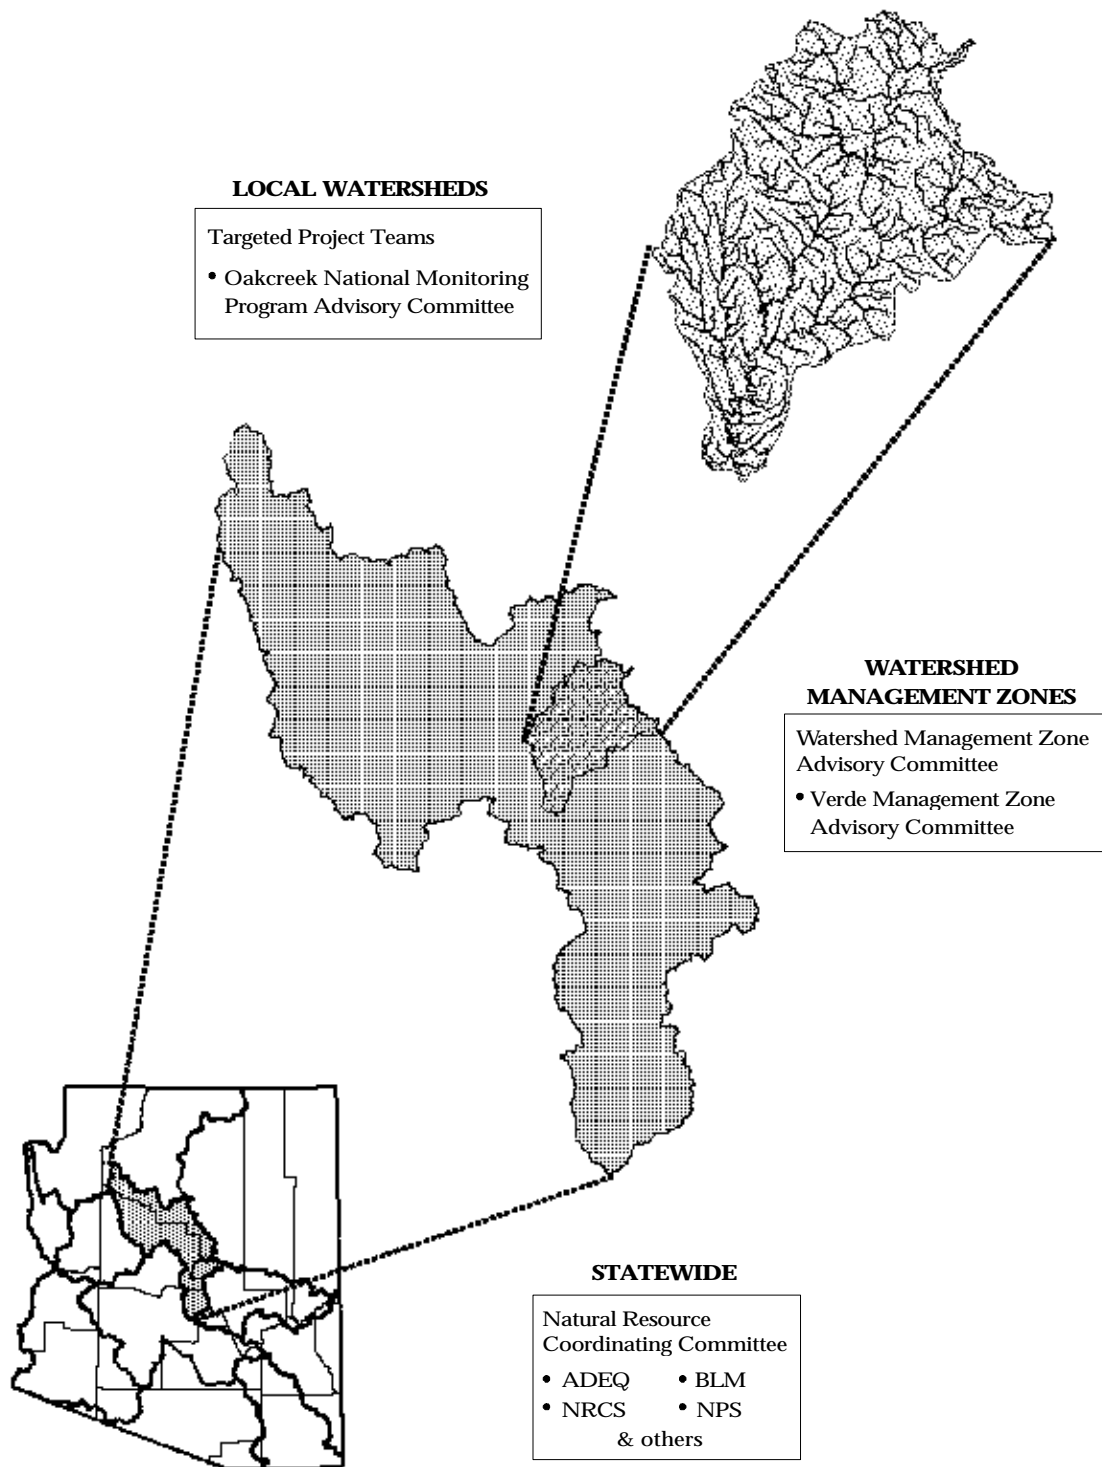 LOCAL WATERSHEDS
Targeted Project Teams
• Oakcreek National Monitoring
Program Advisory Committee
WATERSHED
MANAGEMENT ZONES
Watershed Management Zone
Advisory Committee
• Verde Management Zone
Advisory Committee
STATEWIDE
Natural Resource
Coordinating Committee
• ADEQ • BLM
• NRCS • NPS
& others